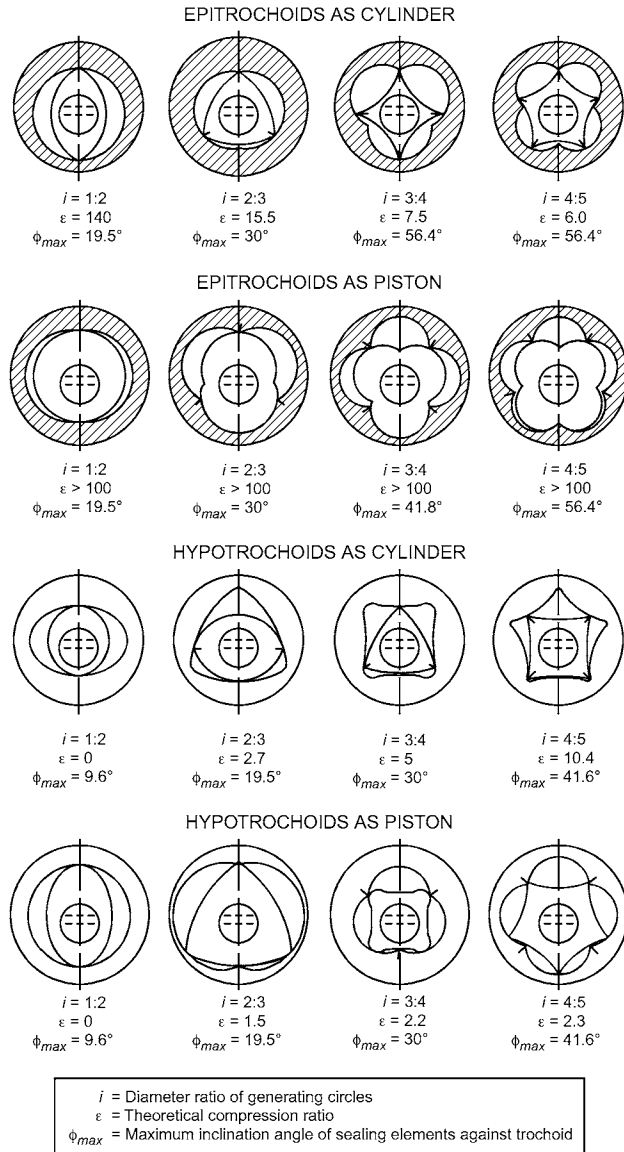 EPITROCHOIDS AS CYLINDER
i = 1:2
ε = 140
ϕmax = 19.5°
i = 2:3
ε = 15.5
ϕmax = 30°
i = 3:4
ε = 7.5
ϕmax = 56.4°
i = 4:5
ε = 6.0
ϕmax = 56.4°
EPITROCHOIDS AS PISTON
i = 1:2
ε > 100
ϕmax = 19.5°
i = 2:3
ε > 100
ϕmax = 30°
i = 3:4
ε > 100
ϕmax = 41.8°
i = 4:5
ε > 100
ϕmax = 56.4°
HYPOTROCHOIDS AS CYLINDER
i = 1:2
ε = 0
ϕmax = 9.6°
i = 2:3
ε = 2.7
ϕmax = 19.5°
i = 3:4
ε = 5
ϕmax = 30°
i = 4:5
ε = 10.4
ϕmax = 41.6°
HYPOTROCHOIDS AS PISTON
i = 1:2
ε = 0
ϕmax = 9.6°
i = 2:3
ε = 1.5
ϕmax = 19.5°
i = 3:4
ε = 2.2
ϕmax = 30°
i = 4:5
ε = 2.3
ϕmax = 41.6°
i = Diameter ratio of generating circles
ε = Theoretical compression ratio
ϕmax = Maximum inclination angle of sealing elements against trochoid